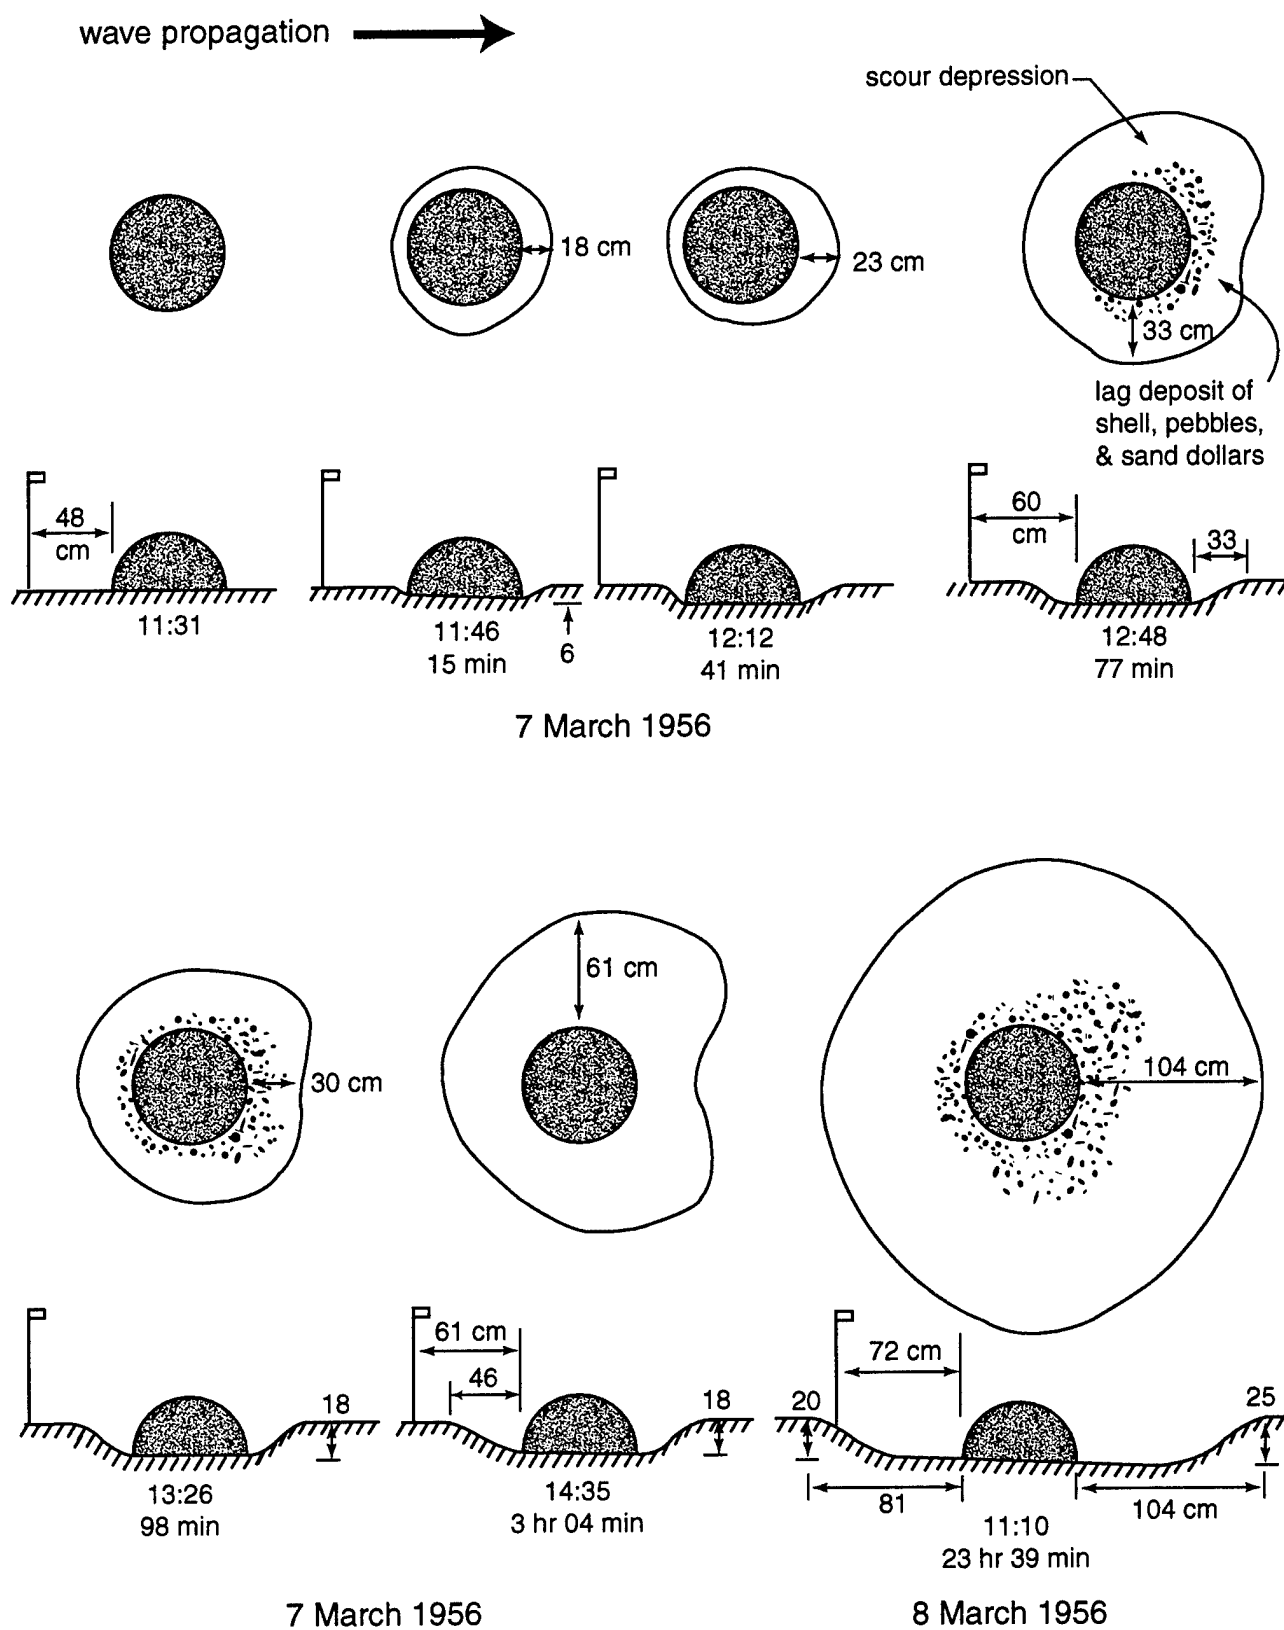 wave propagation
scour depression
18 cm
23 cm
33 cm
lag deposit of
shell, pebbles,
& sand dollars
48
cm
60
cm
33
11:31
11:46
15 min
6
12:12
41 min
12:48
77 min
7 March 1956
30 cm
61 cm
104 cm
18
61 cm
46
18
72 cm
20
25
81
104 cm
13:26
98 min
14:35
3 hr 04 min
11:10
23 hr 39 min
7 March 1956
8 March 1956